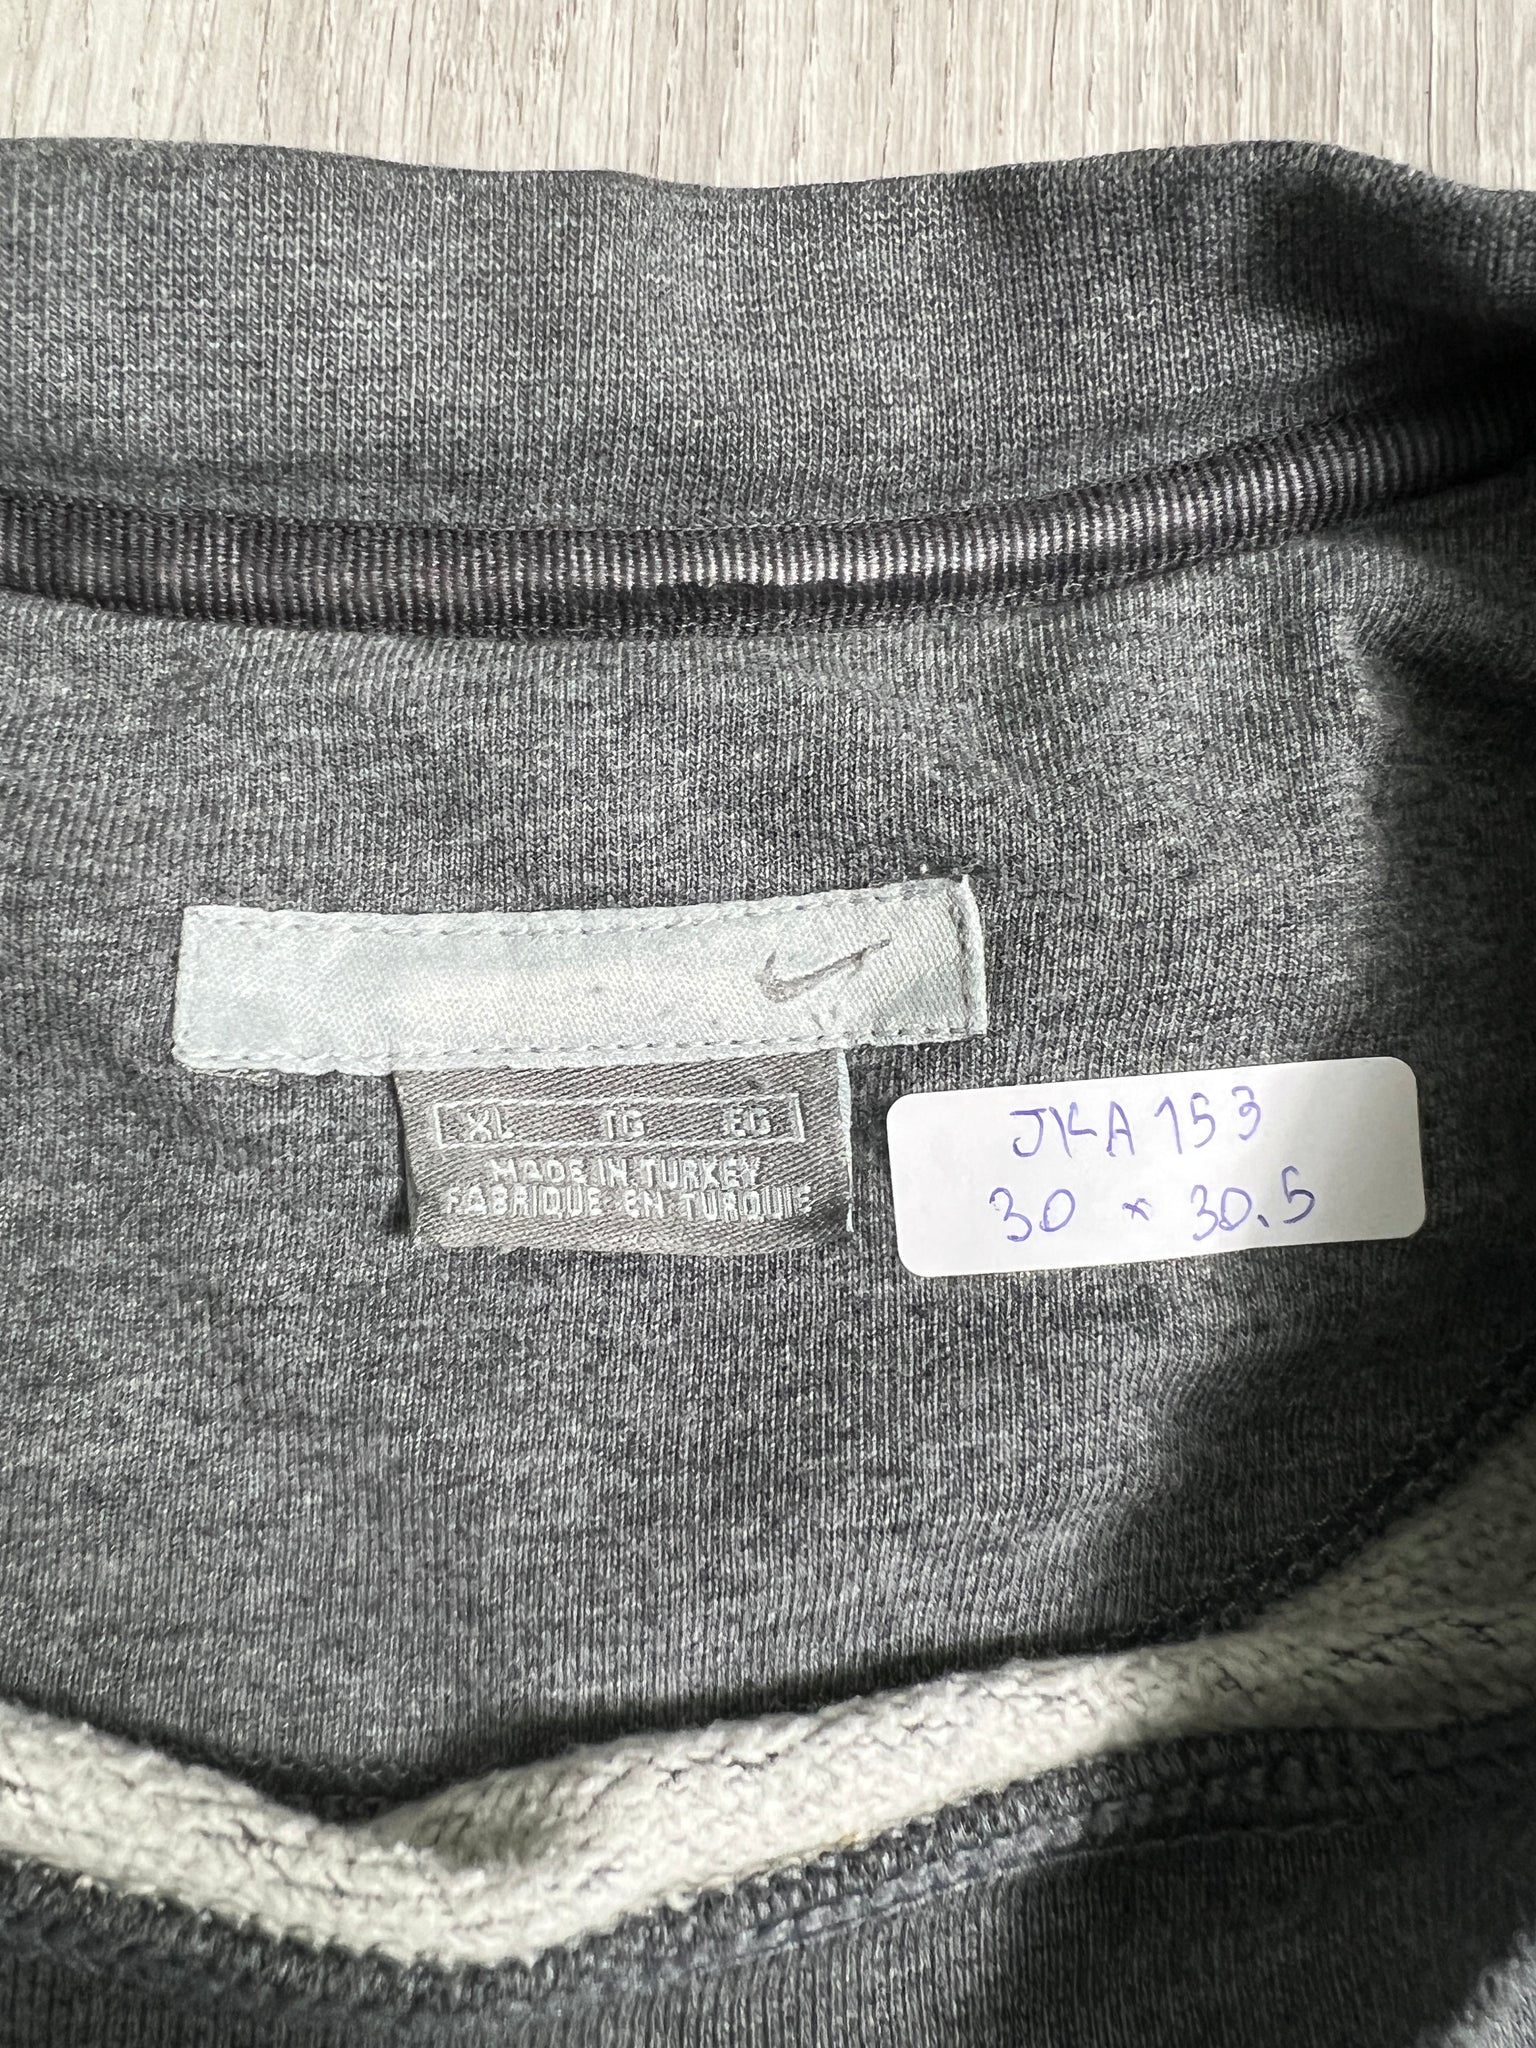 XL TG EG
MADE IN TURKEY
FABRIQUE EN TURQUIE
JKA 153
30 * 30.5